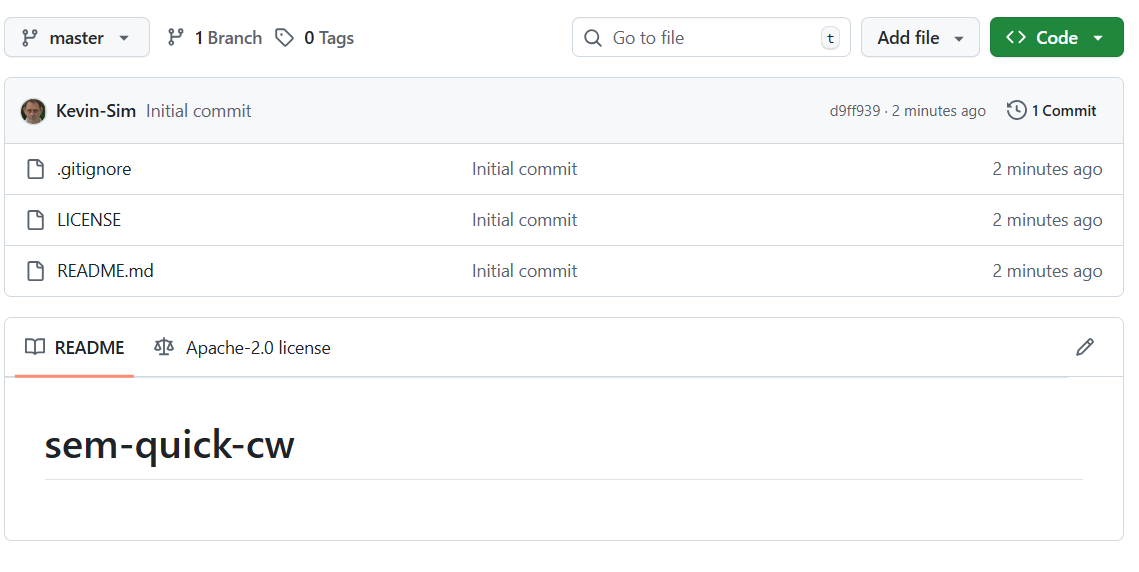 master 1 Branch 0 Tags Go to file t Add file Code
Kevin-Sim Initial commit d9ff939 · 2 minutes ago 1 Commit
.gitignore Initial commit 2 minutes ago
LICENSE Initial commit 2 minutes ago
README.md Initial commit 2 minutes ago
README Apache-2.0 license
sem-quick-cw